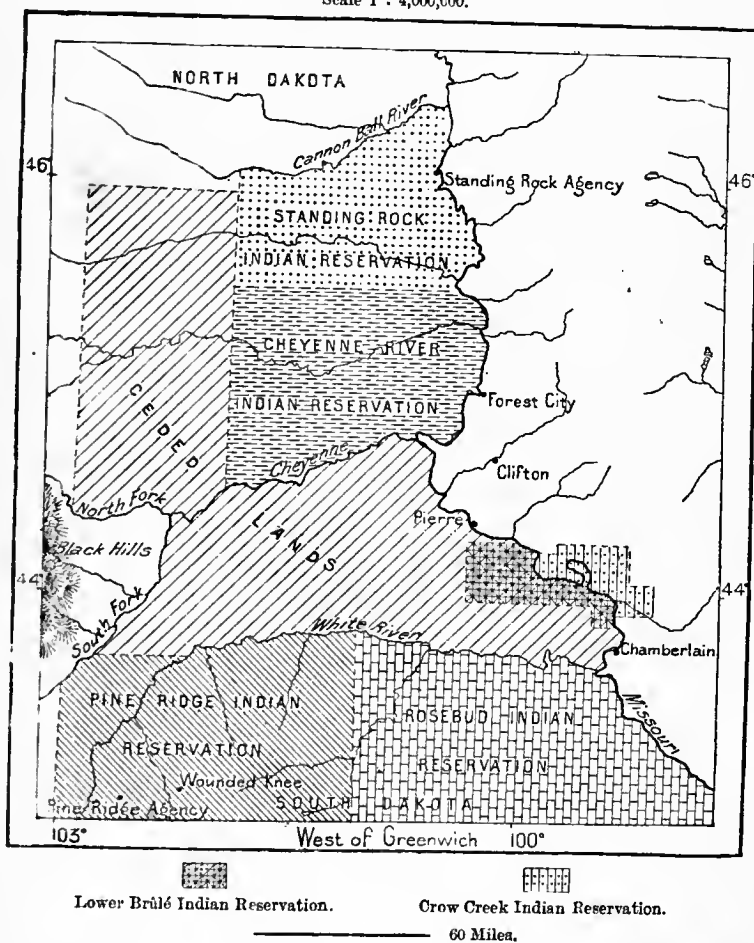 Scale 1 : 4,000,000.
NORTH DAKOTA
Cannon Ball River
46°
46°
Standing Rock Agency
STANDING ROCK
INDIAN RESERVATION
CHEYENNE RIVER
INDIAN RESERVATION
Forest City
CEDED
Cheyenne
Clifton
North Fork
Pierre
Black Hills
LANDS
44°
44°
South Fork
White River
Chamberlain
Missouri
PINE RIDGE INDIAN
RESERVATION
ROSEBUD INDIAN
RESERVATION
Wounded Knee
Pine Ridge Agency
SOUTH DAKOTA
103°
West of Greenwich
100°
Lower Brûlé Indian Reservation.
Crow Creek Indian Reservation.
60 Miles.